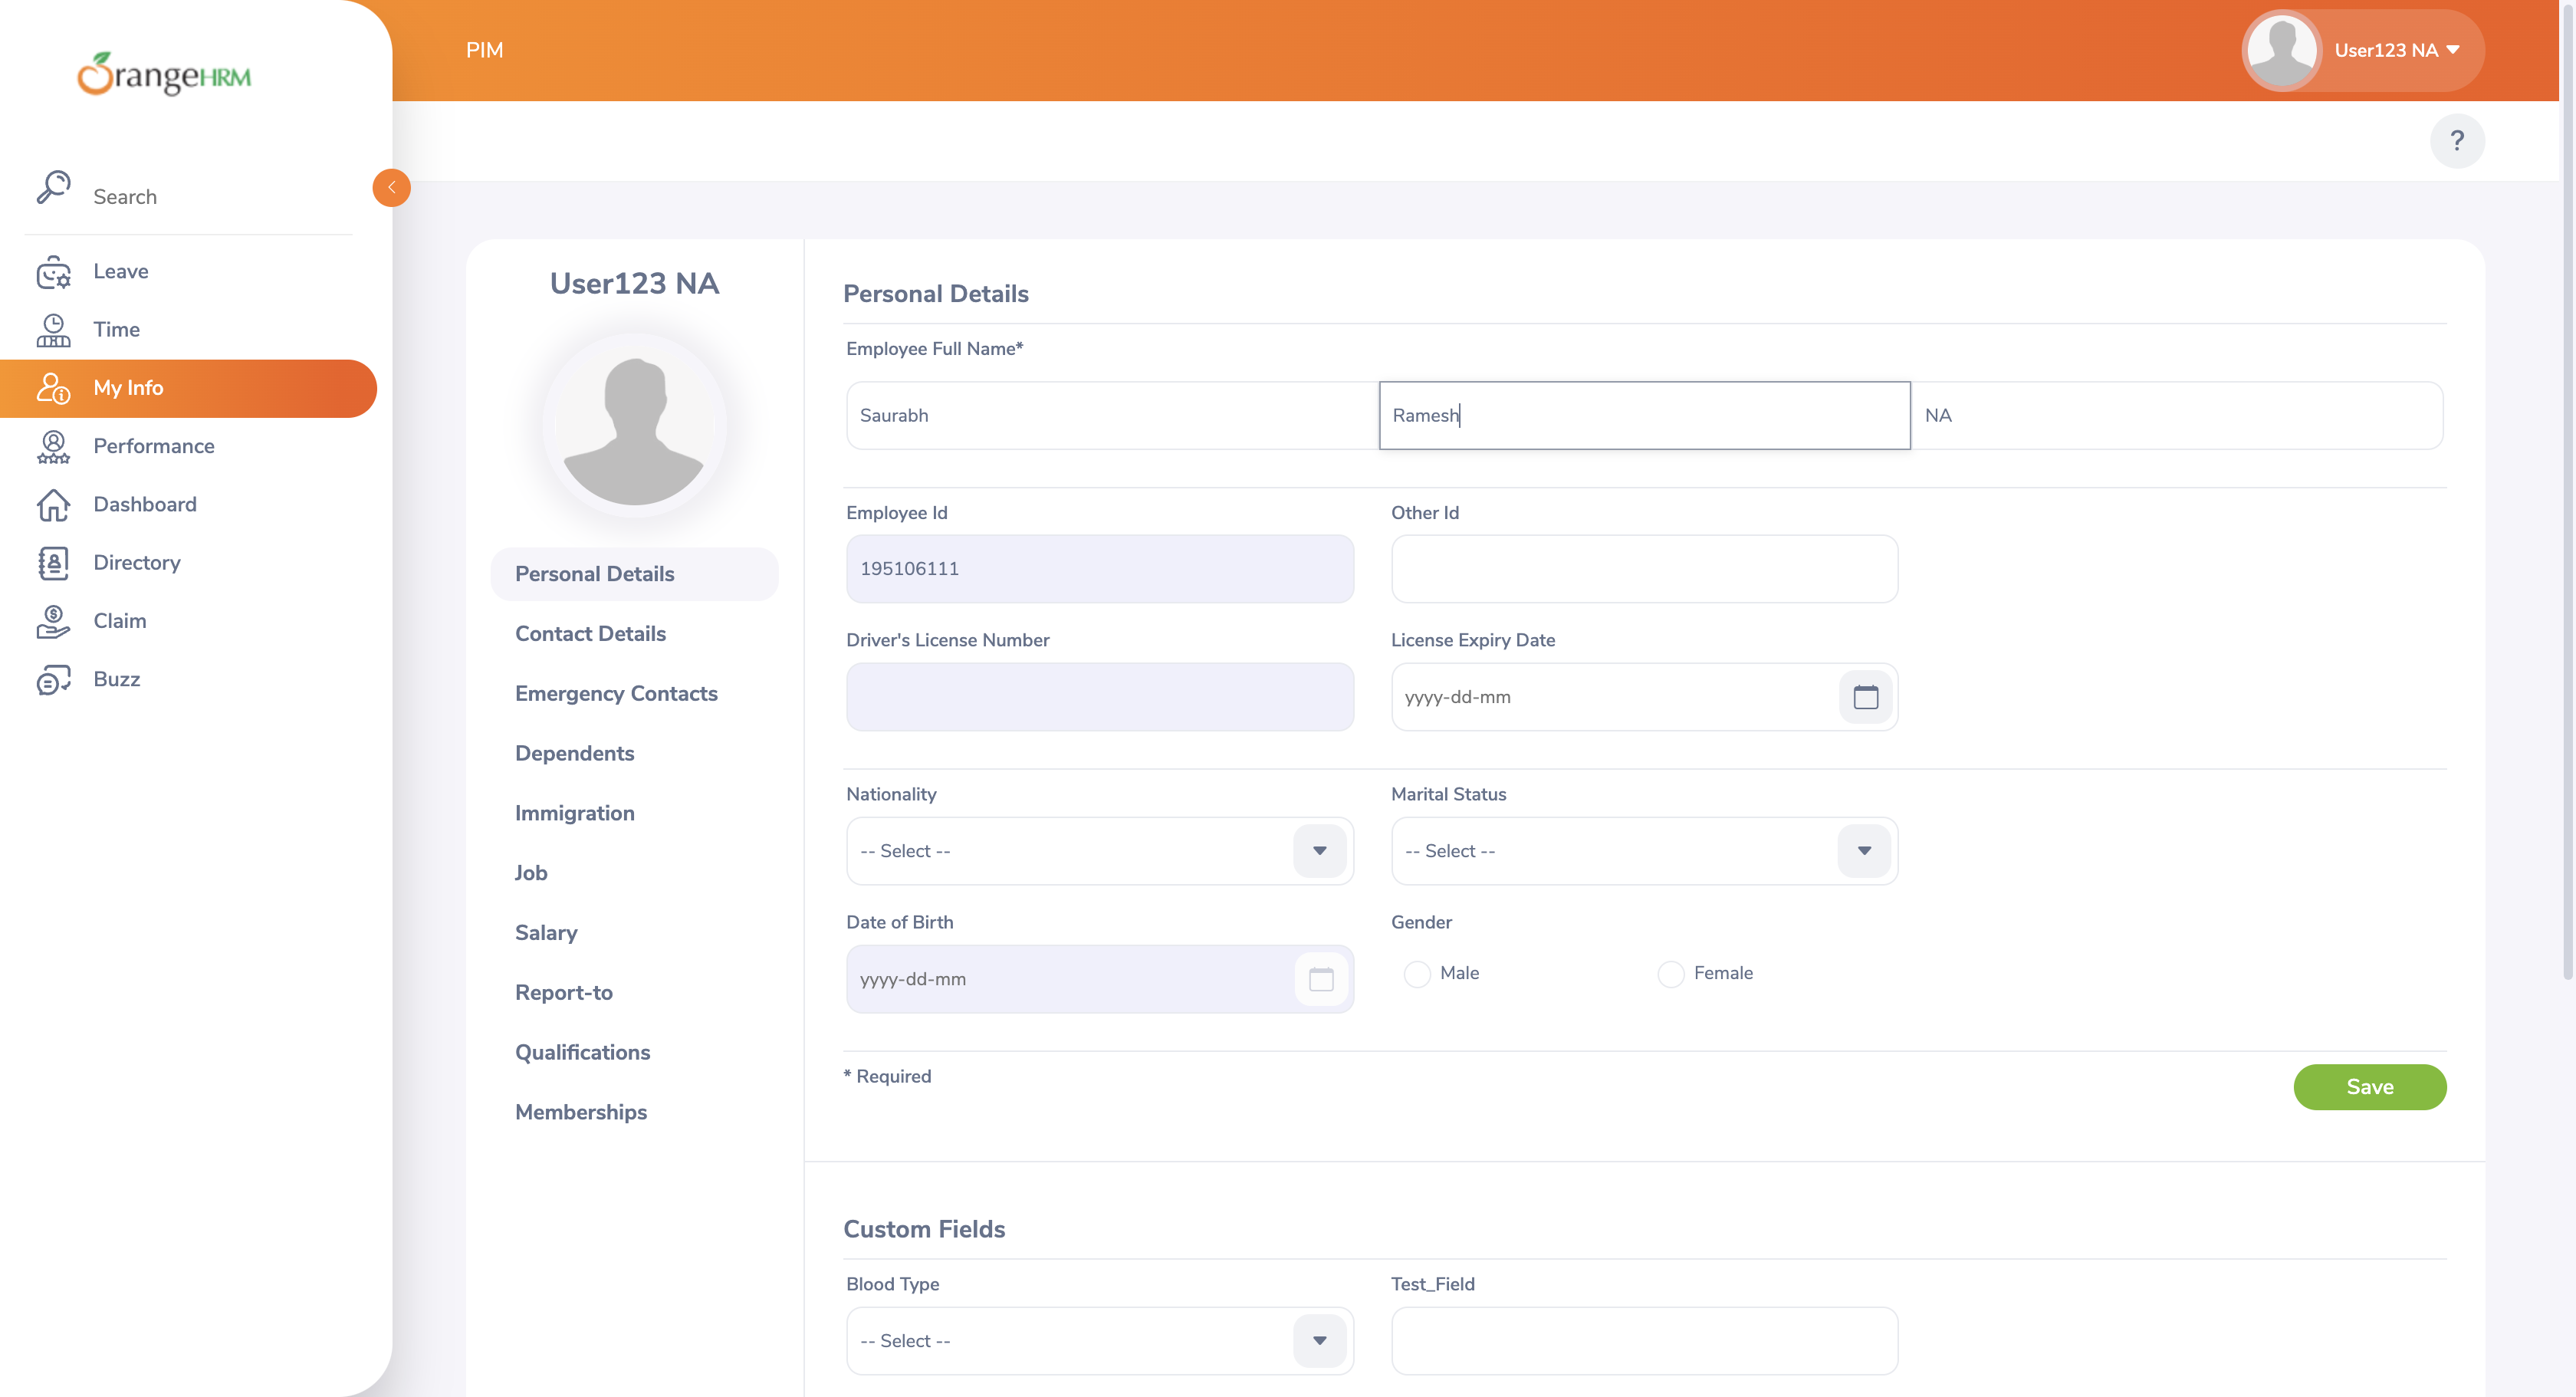 OrangeHRM
Search
Leave
Time
My Info
Performance
Dashboard
Directory
Claim
Buzz
PIM
User123 NA
?
User123 NA
Personal Details
Contact Details
Emergency Contacts
Dependents
Immigration
Job
Salary
Report-to
Qualifications
Memberships
Personal Details
Employee Full Name*
Saurabh Ramesh NA
Employee Id Other Id
195106111
Driver's License Number License Expiry Date
yyyy-dd-mm
Nationality Marital Status
-- Select -- -- Select --
Date of Birth Gender
yyyy-dd-mm Male Female
* Required
Save
Custom Fields
Blood Type Test_Field
-- Select --